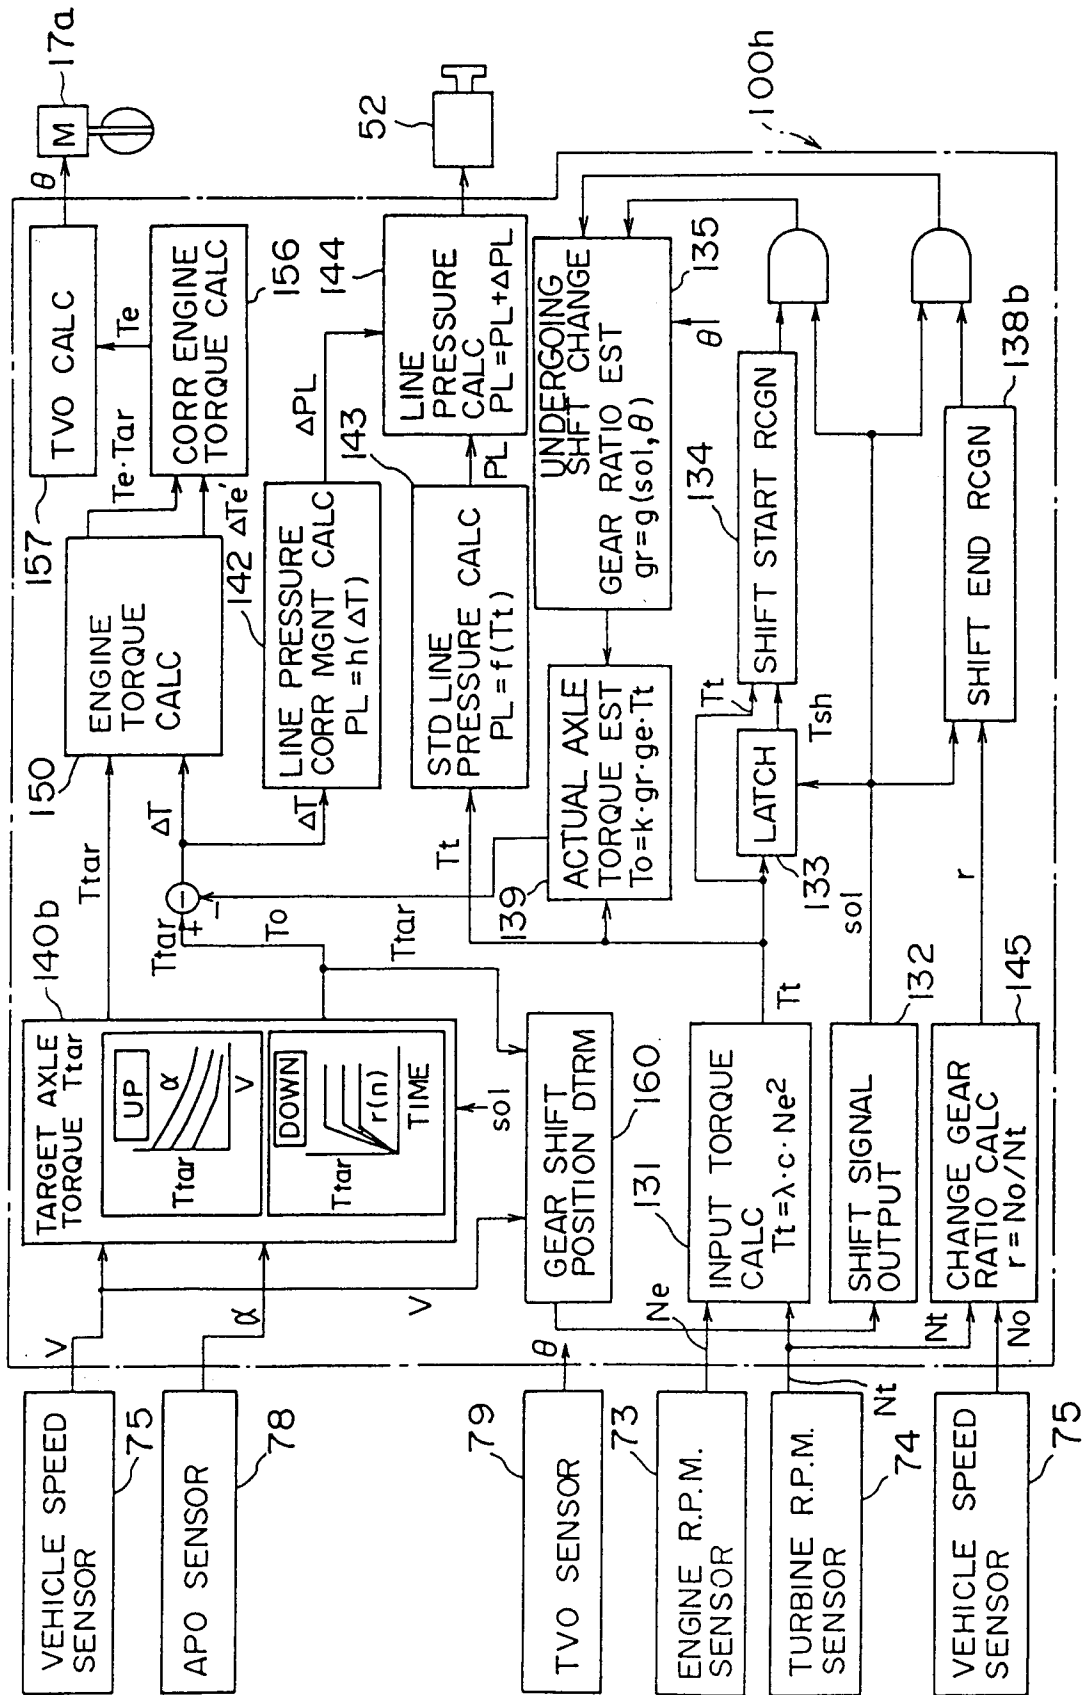 VEHICLE SPEED
SENSOR
75
APO SENSOR
78
TVO SENSOR
79
ENGINE R.P.M.
SENSOR
73
TURBINE R.P.M.
SENSOR
74
VEHICLE SPEED
SENSOR
75
V
α
θ
Ne
Nt
Nt
No
V
TARGET AXLE
TORQUE Ttar
140b
UP
α
Ttar
V
DOWN
Ttar
r(n)
TIME
sol
GEAR SHIFT
POSITION DTRM
160
INPUT TORQUE
CALC
Tt=λ·c·Ne²
131
SHIFT SIGNAL
OUTPUT
132
CHANGE GEAR
RATIO CALC
r=No/Nt
145
Ttar
Ttar
+
-
-
To
Ttar
ΔT
ΔT
Tt
Tt
sol
r
ENGINE
TORQUE
CALC
150
LINE PRESSURE
CORR MGNT CALC
PL=h(ΔT)
142
STD LINE
PRESSURE CALC
PL=f(Tt)
143
ACTUAL AXLE
TORQUE EST
To=k·gr·ge·Tt
139
LATCH
133
Tt
Tsh
Te·Tar
ΔTe'
ΔPL
PL
TVO CALC
157
Te
CORR ENGINE
TORQUE CALC
156
LINE
PRESSURE
CALC
PL=PL+ΔPL
144
UNDERGOING
SHFT CHANGE
GEAR RATIO EST
gr=g(sol,θ)
135
θ
SHIFT START RCGN
134
SHIFT END RCGN
138b
θ
M
17a
52
100h